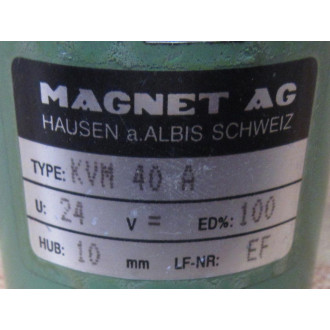 MAGNET AG
HAUSEN a.ALBIS SCHWEIZ
TYPE: KVM 40 A
U: 24 V = ED%: 100
HUB: 10 mm LF-NR: EF